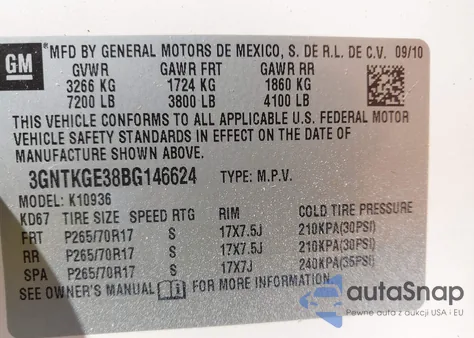 GM
MFD BY GENERAL MOTORS DE MEXICO, S. DE R.L. DE C.V. 09/10
GVWR GAWR FRT GAWR RR
3266 KG 1724 KG 1860 KG
7200 LB 3800 LB 4100 LB
THIS VEHICLE CONFORMS TO ALL APPLICABLE U.S. FEDERAL MOTOR
VEHICLE SAFETY STANDARDS IN EFFECT ON THE DATE OF
MANUFACTURE SHOWN ABOVE.
3GNTKGE38BG146624 TYPE: M.P.V.
MODEL: K10936
KD67 TIRE SIZE SPEED RTG RIM COLD TIRE PRESSURE
FRT P265/70R17 S 17X7.5J 210KPA(30PSI)
RR P265/70R17 S 17X7.5J 210KPA(30PSI)
SPA P265/70R17 S 17X7J 240KPA(35PSI)
SEE OWNER'S MANUAL FOR MORE INFORMATION.
autoSnap
Pewne auta z aukcji USA i EU